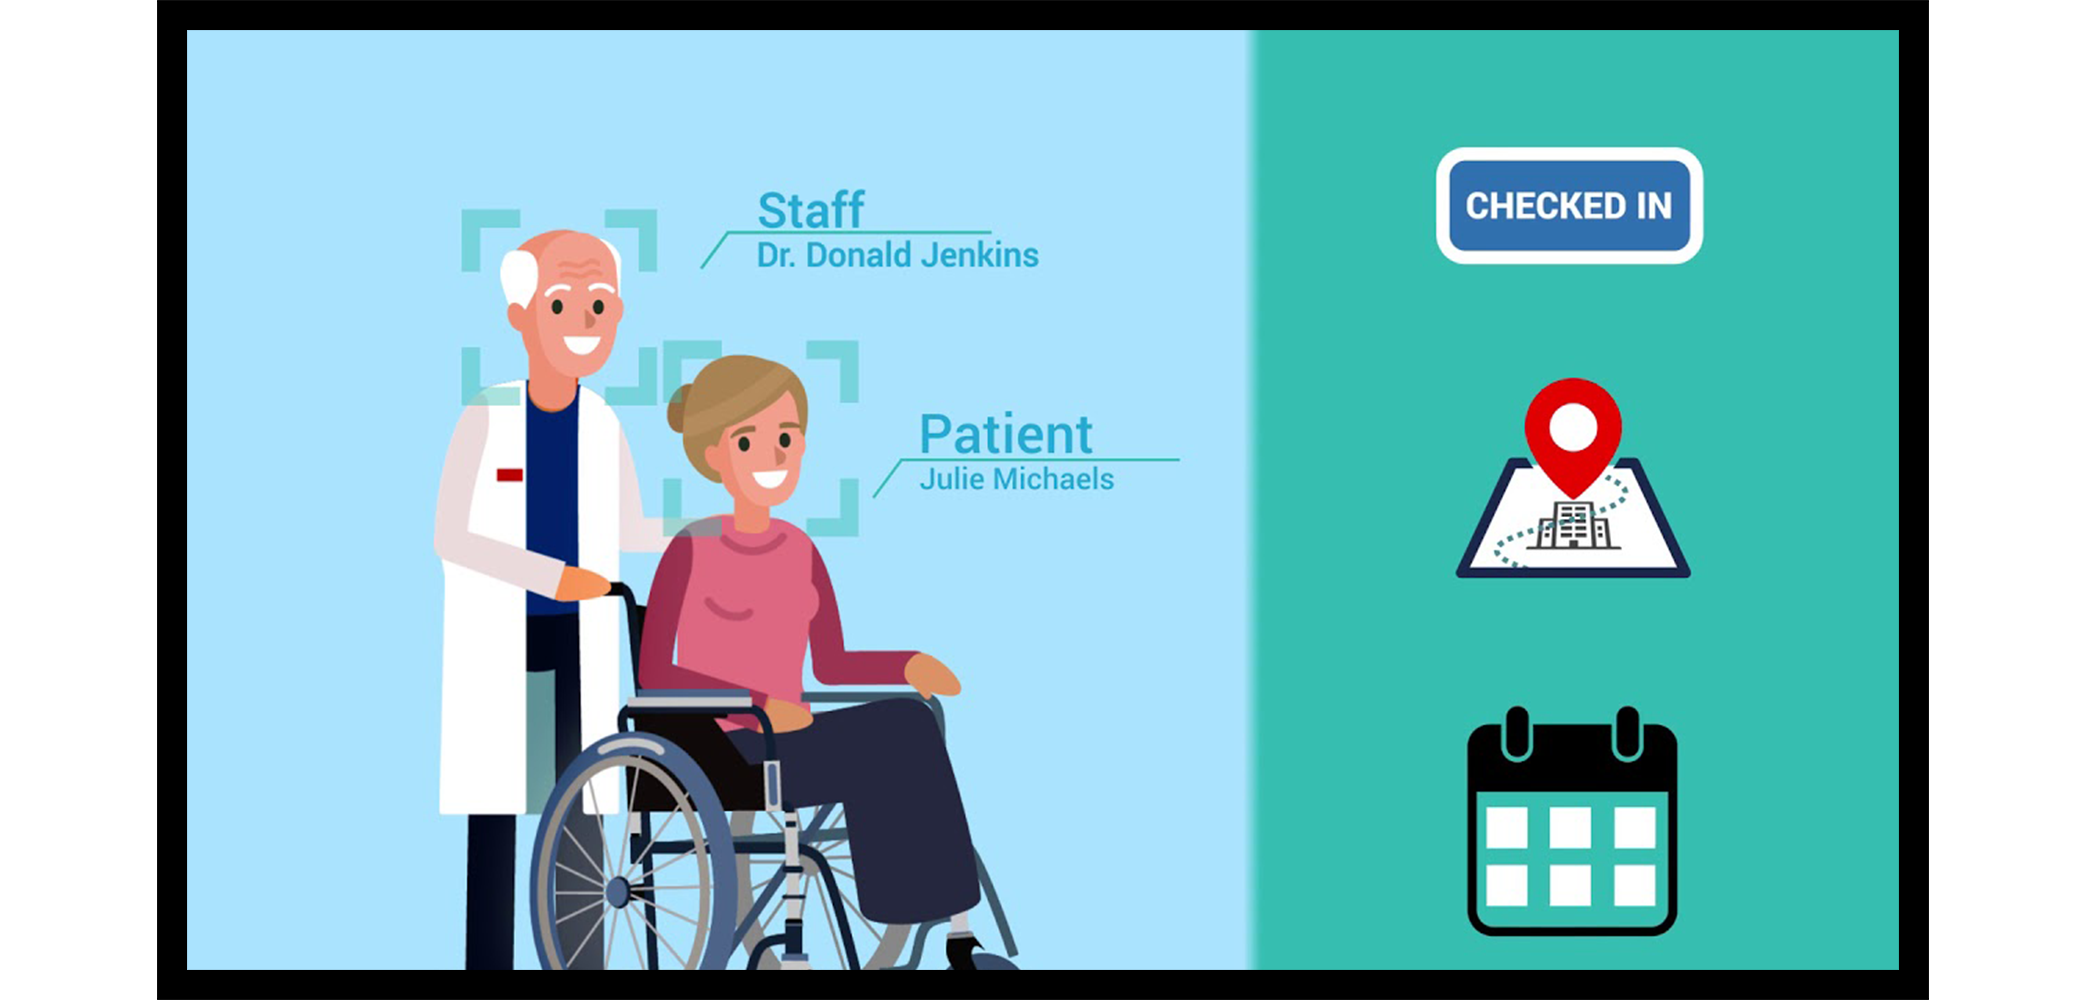 Staff
Dr. Donald Jenkins
Patient
Julie Michaels
CHECKED IN